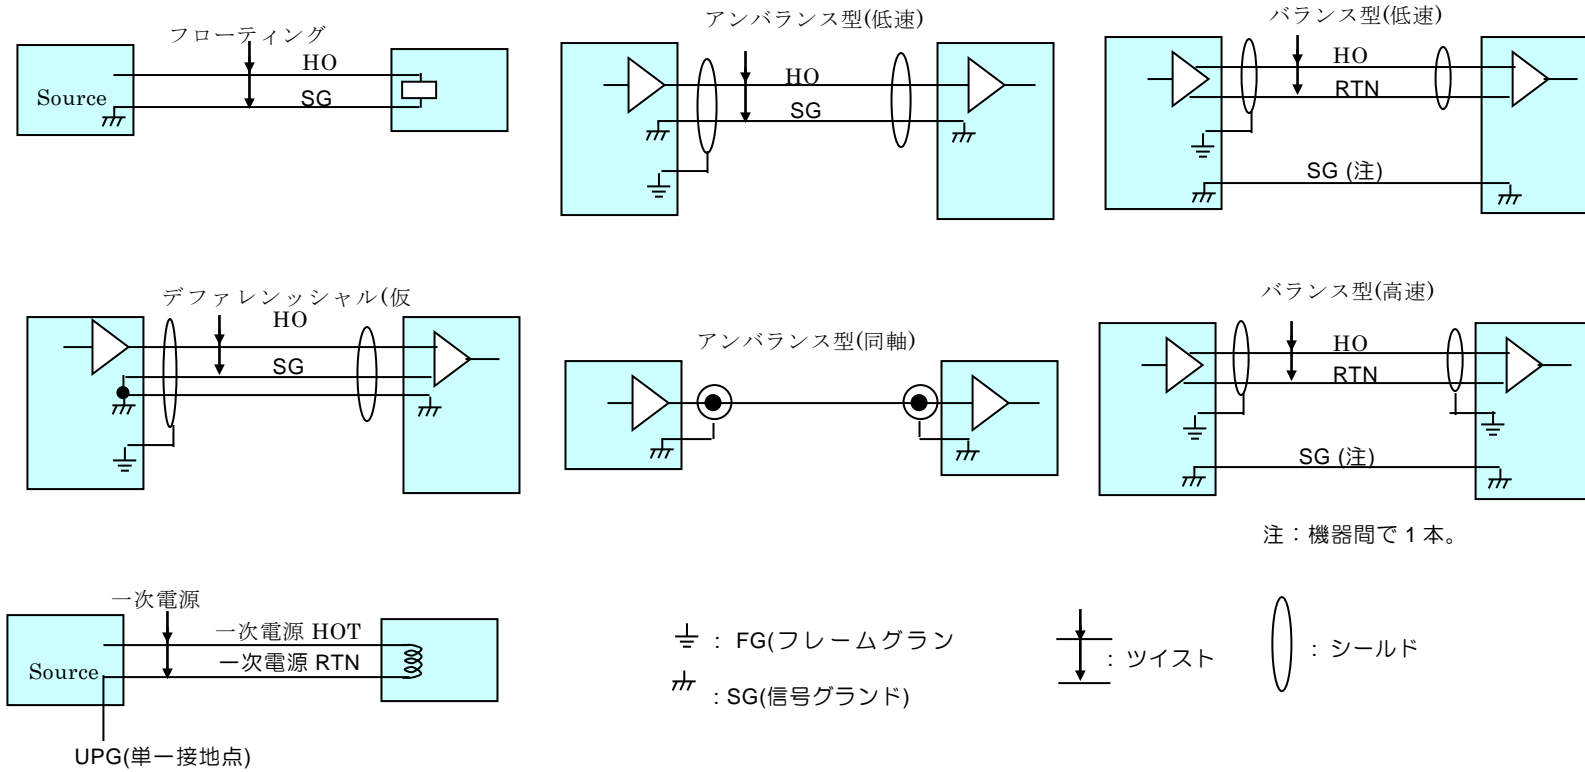 フローティング
HO
Source
SG
アンバランス型(低速)
HO
SG
バランス型(低速)
HO
RTN
SG (注)
デファレンッシャル(仮
HO
SG
アンバランス型(同軸)
バランス型(高速)
HO
RTN
SG (注)
注：機器間で 1 本。
一次電源
一次電源 HOT
一次電源 RTN
Source
UPG(単一接地点)
: FG(フレームグラン
: SG(信号グランド)
: ツイスト
: シールド